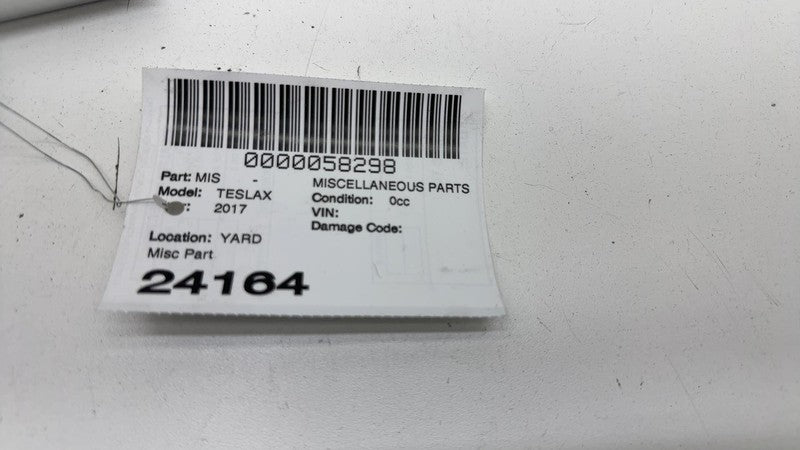 0000058298
Part: MIS - MISCELLANEOUS PARTS
Model: TESLAX Condition: 0cc
2017 VIN:
Damage Code:
Location: YARD
Misc Part
24164